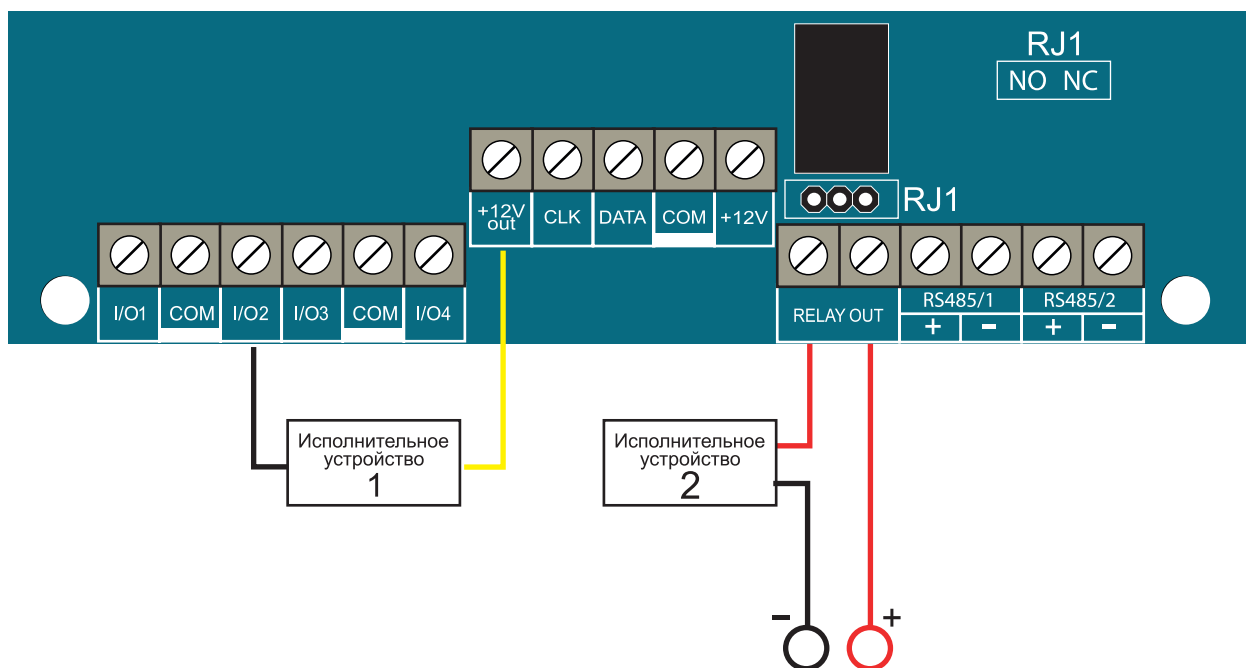 RJ1
NO NC
RJ1
+12V
out
CLK
DATA
COM
+12V
I/O1
COM
I/O2
I/O3
COM
I/O4
RELAY OUT
RS485/1
RS485/2
+
-
+
-
Исполнительное
устройство
1
Исполнительное
устройство
2
-
+